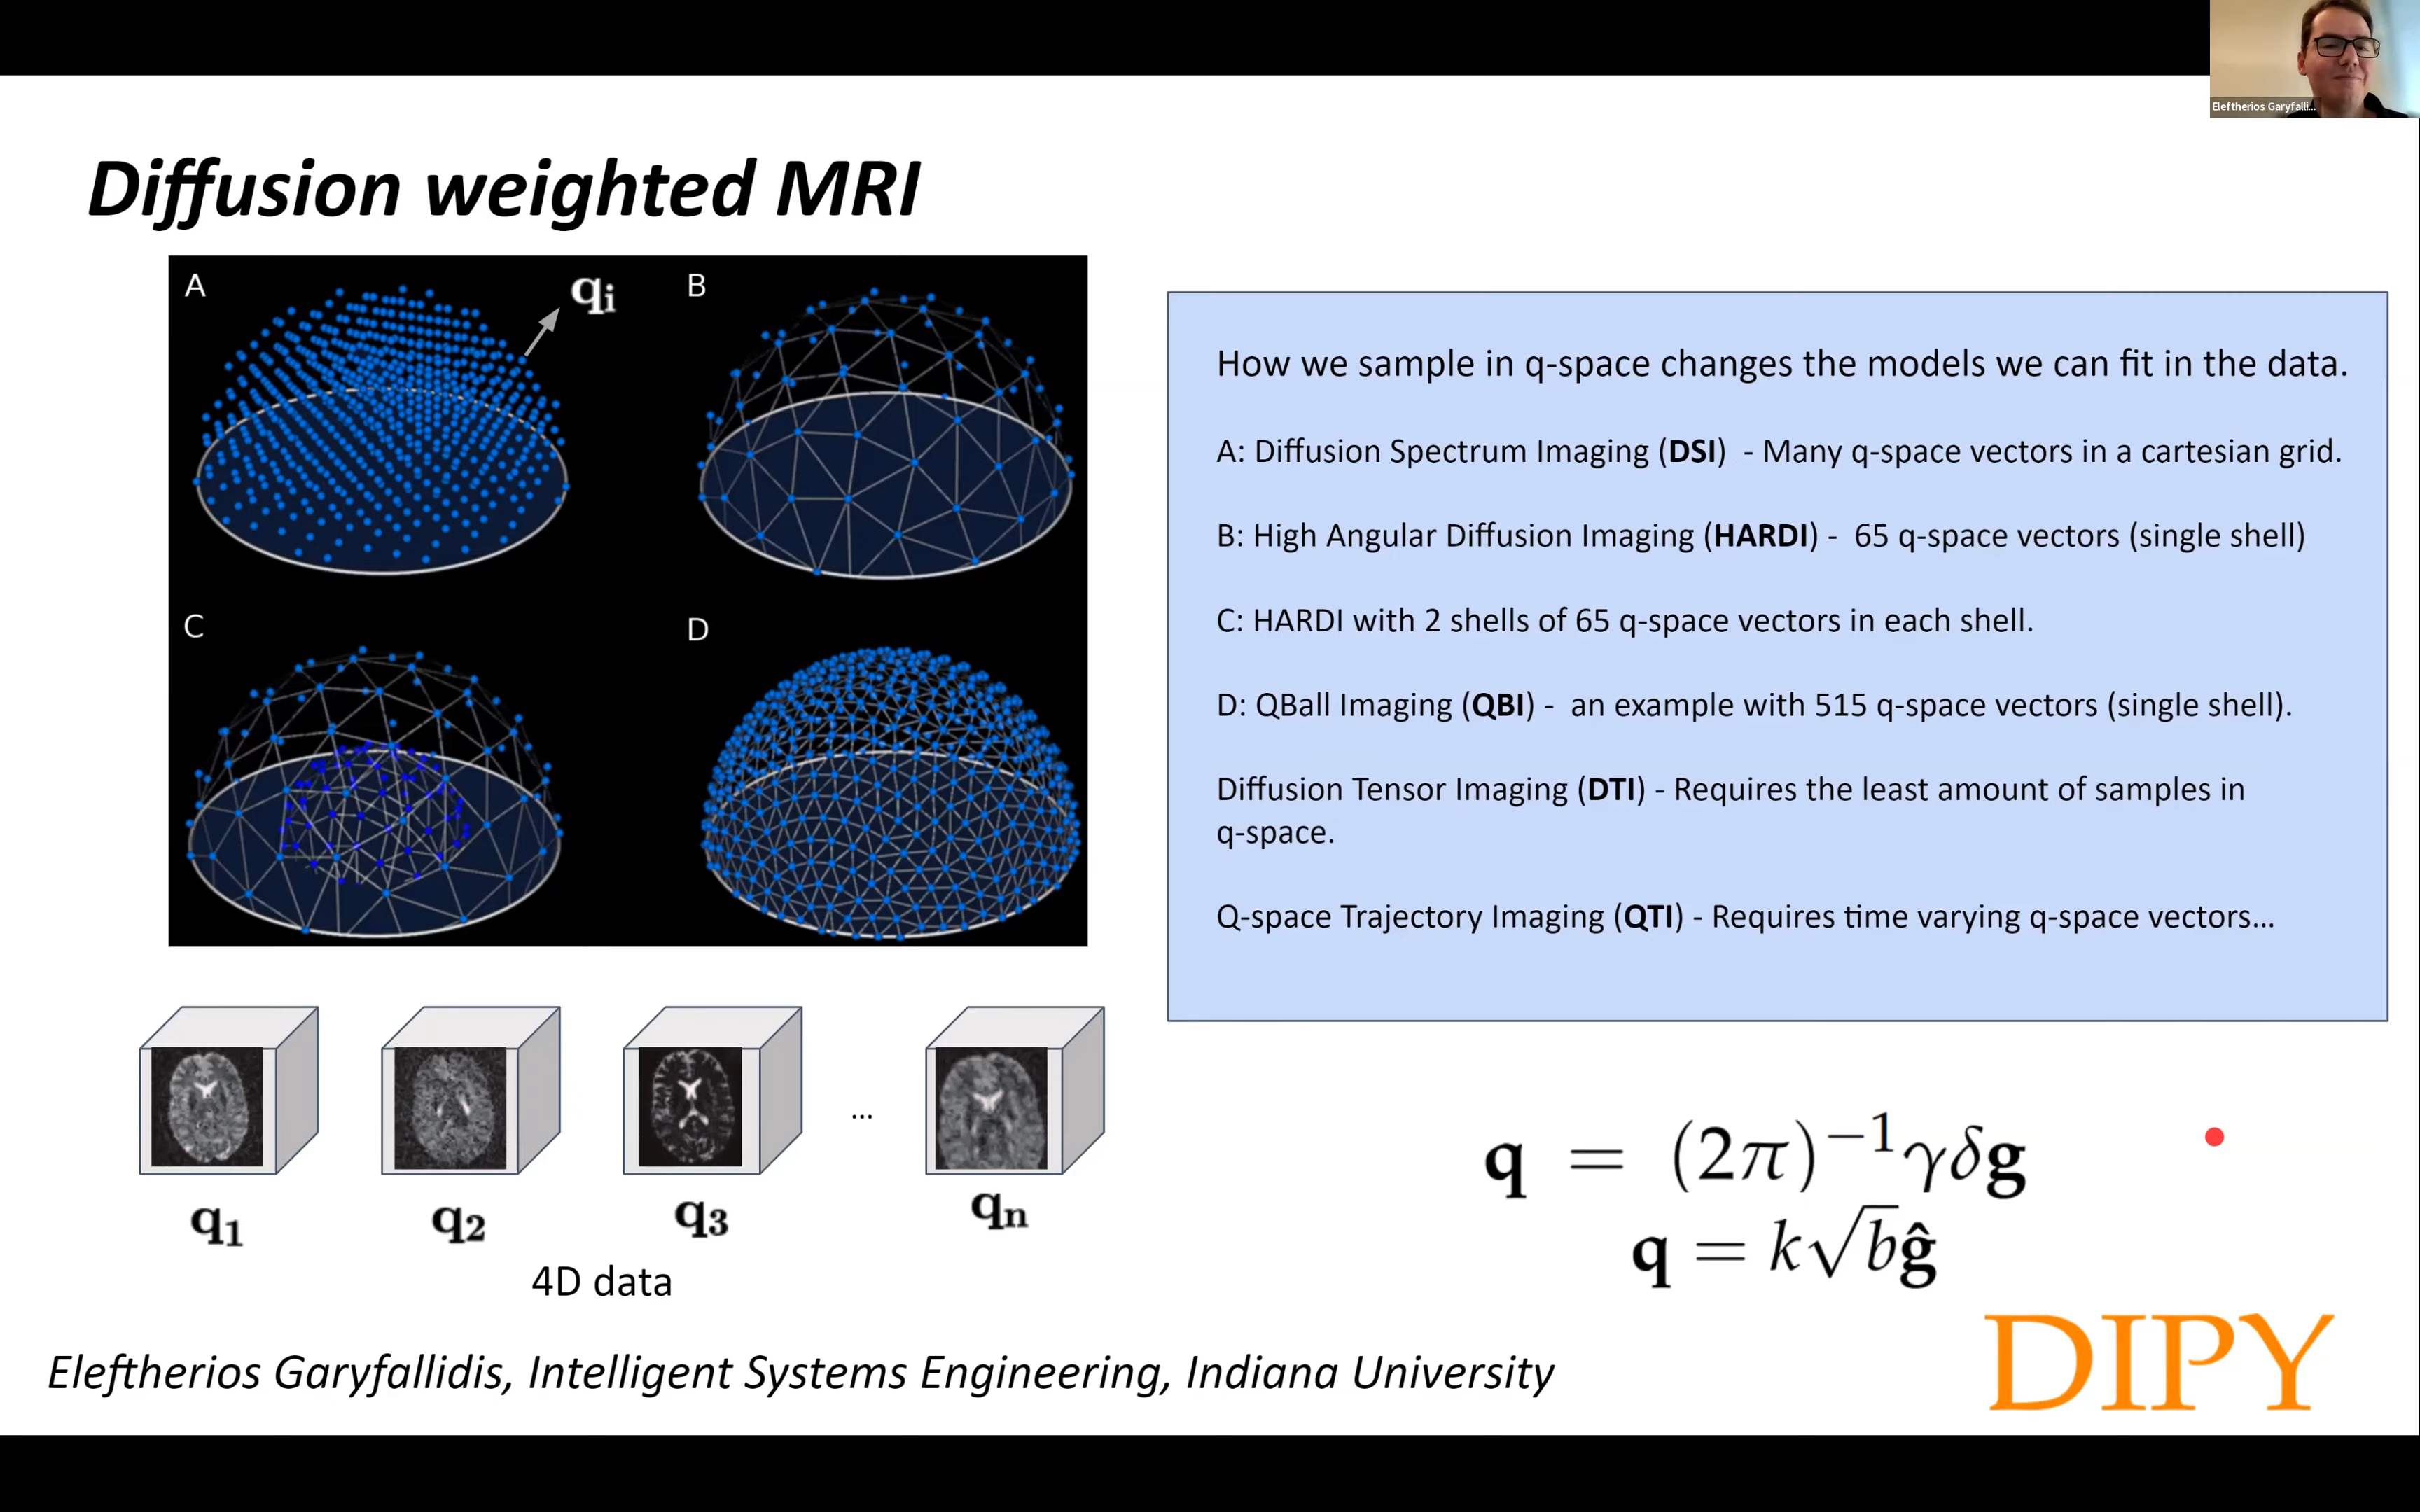 Eleftherios Garyfalli...
Diffusion weighted MRI
A
qᵢ
B
C
D
How we sample in q-space changes the models we can fit in the data.
A: Diffusion Spectrum Imaging (DSI) - Many q-space vectors in a cartesian grid.
B: High Angular Diffusion Imaging (HARDI) - 65 q-space vectors (single shell)
C: HARDI with 2 shells of 65 q-space vectors in each shell.
D: QBall Imaging (QBI) - an example with 515 q-space vectors (single shell).
Diffusion Tensor Imaging (DTI) - Requires the least amount of samples in
q-space.
Q-space Trajectory Imaging (QTI) - Requires time varying q-space vectors...
...
q₁
q₂
q₃
qₙ
4D data
q = (2π)⁻¹γδg
q = k√b ĝ
Eleftherios Garyfallidis, Intelligent Systems Engineering, Indiana University
DIPY